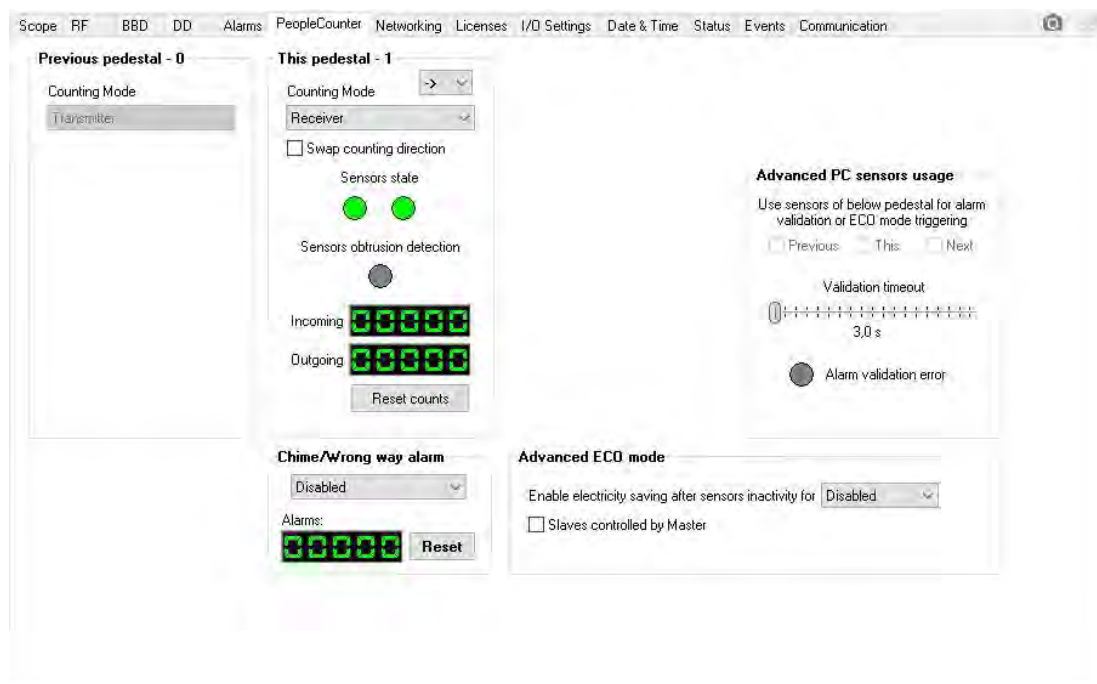 Scope RF BBD DD Alarms PeopleCounter Networking Licenses I/O Settings Date & Time Status Events Communication
Previous pedestal - 0
Counting Mode
Transmitter
This pedestal - 1
->
Counting Mode
Receiver
Swap counting direction
Sensors state
Sensors obtrusion detection
Incoming 00000
Outgoing 00000
Reset counts
Advanced PC sensors usage
Use sensors of below pedestal for alarm
validation or ECO mode triggering
Previous This Next
Validation timeout
3,0 s
Alarm validation error
Chime/Wrong way alarm
Disabled
Alarms:
00000 Reset
Advanced ECO mode
Enable electricity saving after sensors inactivity for Disabled
Slaves controlled by Master